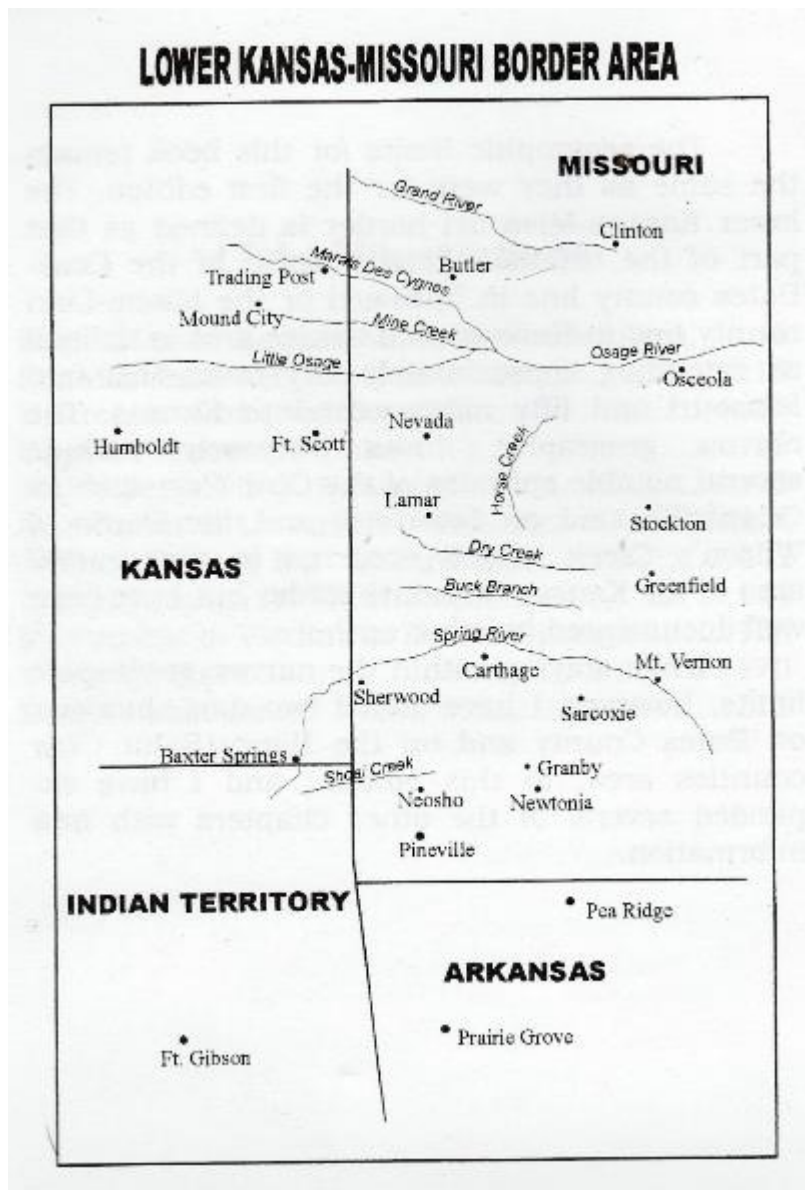 LOWER KANSAS-MISSOURI BORDER AREA
MISSOURI
Grand River
Clinton
Marais Des Cygnes
Butler
Trading Post
Mound City
Mine Creek
Little Osage
Osage River
Osceola
Nevada
Humboldt
Ft. Scott
Horse Creek
Lamar
Stockton
Dry Creek
KANSAS
Greenfield
Buck Branch
Spring River
Carthage
Mt. Vernon
Sherwood
Sarcoxie
Baxter Springs
Shoal Creek
Granby
Neosho
Newtonia
Pineville
INDIAN TERRITORY
Pea Ridge
ARKANSAS
Prairie Grove
Ft. Gibson